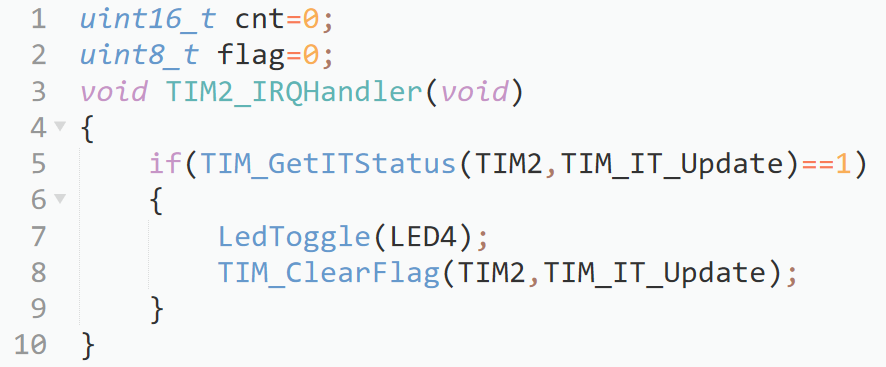 1 uint16_t cnt=0;
2 uint8_t flag=0;
3 void TIM2_IRQHandler(void)
4 {
5 if(TIM_GetITStatus(TIM2,TIM_IT_Update)==1)
6 {
7 LedToggle(LED4);
8 TIM_ClearFlag(TIM2,TIM_IT_Update);
9 }
10 }